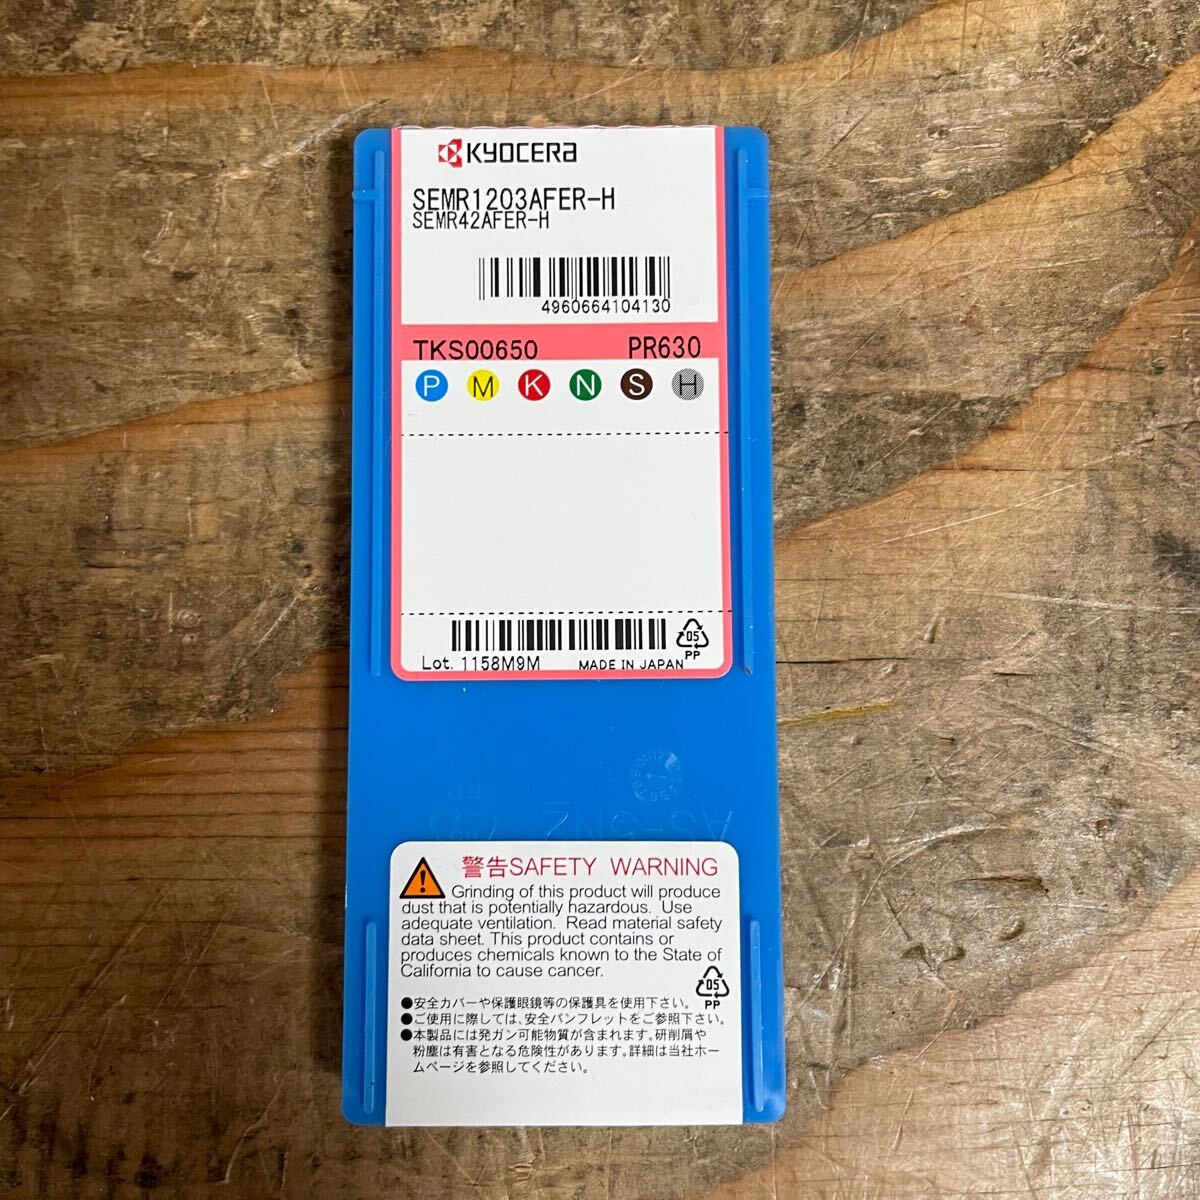 KYOCERA
SEMR1203AFER-H
SEMR42AFER-H
4960664104130
TKS00650 PR630
P M K N S H
05
PP
Lot. 1158M9M MADE IN JAPAN
警告SAFETY WARNING
Grinding of this product will produce
dust that is potentially hazardous. Use
adequate ventilation. Read material safety
data sheet. This product contains or
produces chemicals known to the State of
California to cause cancer.
05
PP
●安全カバーや保護眼鏡等の保護具を使用下さい。
●ご使用に際しては、安全パンフレットをご参照下さい。
●本製品には発ガン可能物質が含まれます。研削屑や
粉塵は有害となる危険性があります。詳細は当社ホー
ムページを参照してください。